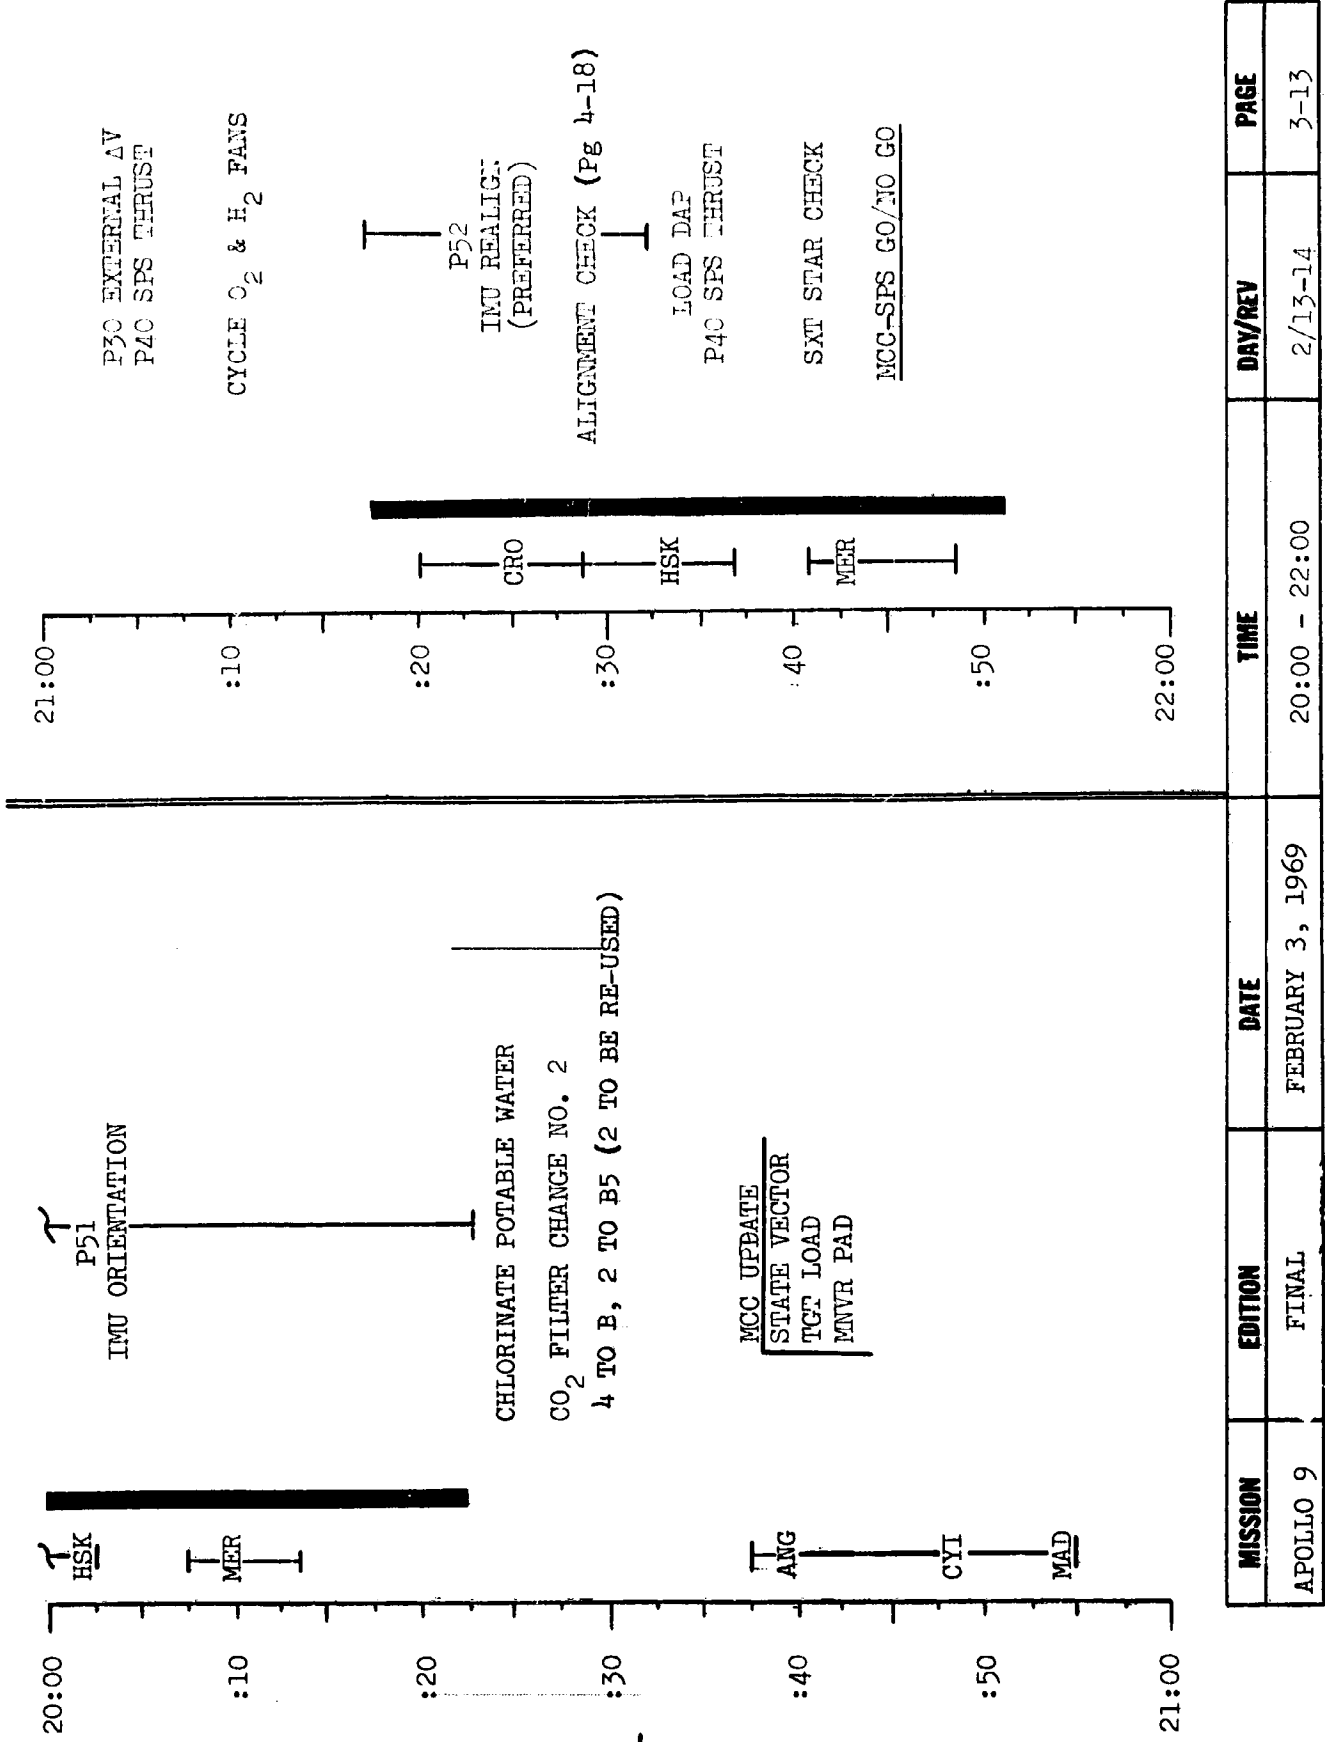 20:00
:10
:20
:30
:40
:50
21:00
HSK
MER
ANG
CYI
MAD
P51
IMU ORIENTATION
CHLORINATE POTABLE WATER
CO2 FILTER CHANGE NO. 2
4 TO B, 2 TO B5 (2 TO BE RE-USED)
MCC UPDATE
STATE VECTOR
TGT LOAD
MNVR PAD
21:00
:10
:20
:30
:40
:50
22:00
CRO
HSK
MER
P30 EXTERNAL ΔV
P40 SPS THRUST
CYCLE O2 & H2 FANS
P52
IMU REALIGN
(PREFERRED)
ALIGNMENT CHECK (Pg 4-18)
LOAD DAP
P40 SPS THRUST
SXT STAR CHECK
MCC-SPS GO/NO GO
MISSION EDITION DATE TIME DAY/REV PAGE
APOLLO 9 FINAL FEBRUARY 3, 1969 20:00 - 22:00 2/13-14 3-13